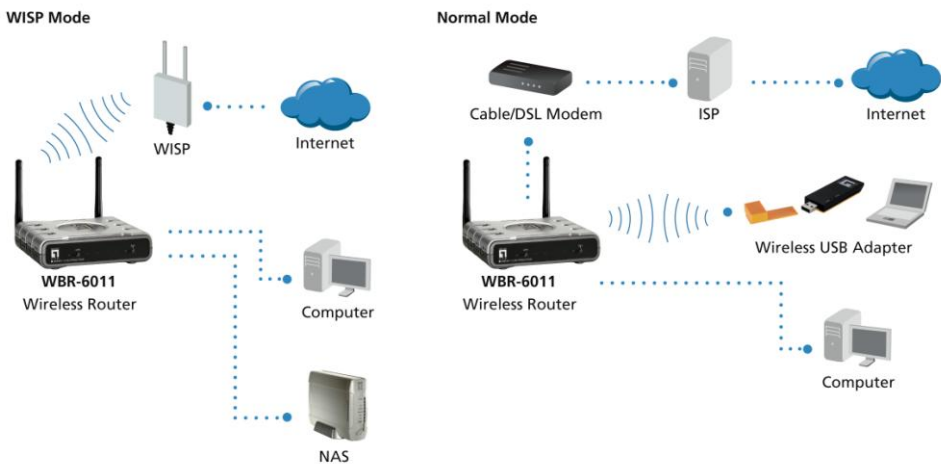 WISP Mode
WISP
Internet
WBR-6011
Wireless Router
Computer
NAS
Normal Mode
Cable/DSL Modem
ISP
Internet
Wireless USB Adapter
WBR-6011
Wireless Router
Computer